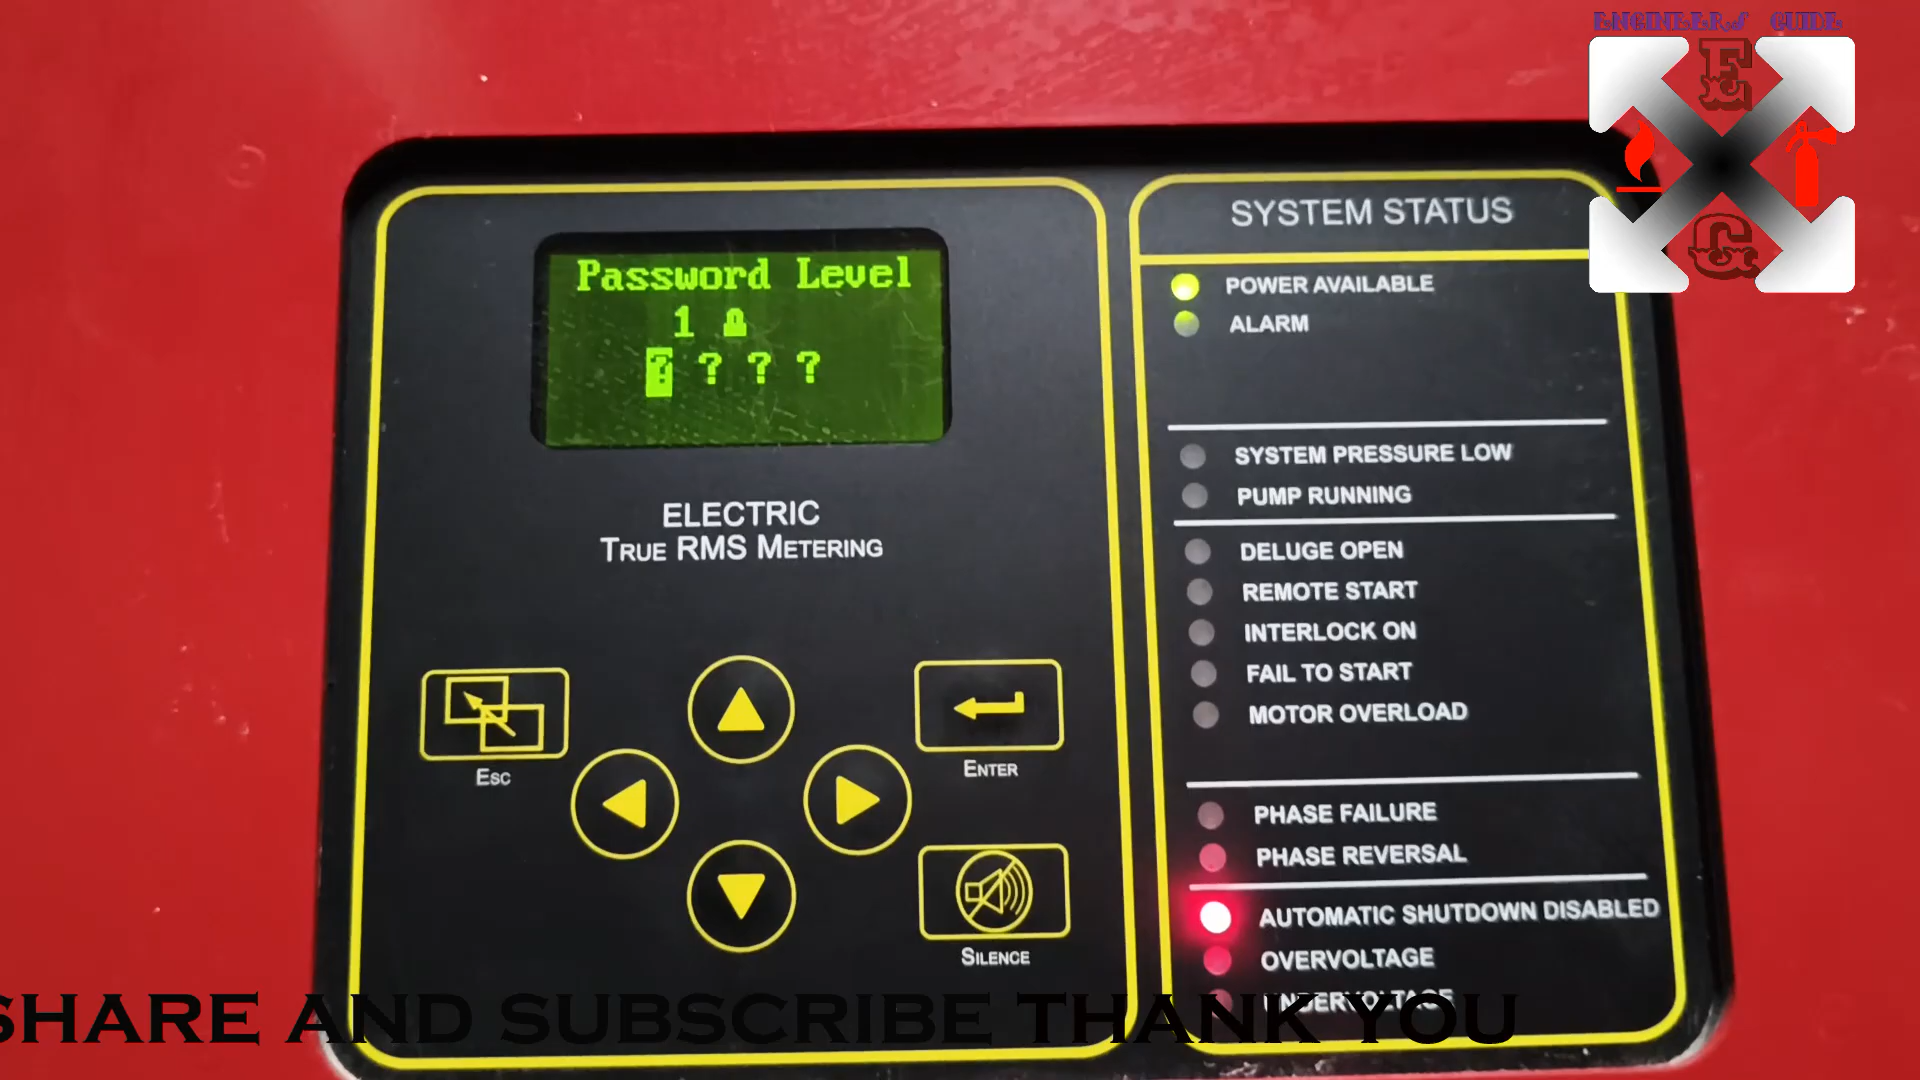 ENGINEERS GUIDE
E
G
Password Level
1
? ? ? ?
ELECTRIC
TRUE RMS METERING
ESC
ENTER
SILENCE
SYSTEM STATUS
POWER AVAILABLE
ALARM
SYSTEM PRESSURE LOW
PUMP RUNNING
DELUGE OPEN
REMOTE START
INTERLOCK ON
FAIL TO START
MOTOR OVERLOAD
PHASE FAILURE
PHASE REVERSAL
AUTOMATIC SHUTDOWN DISABLED
OVERVOLTAGE
UNDERVOLTAGE
SHARE AND SUBSCRIBE THANK YOU